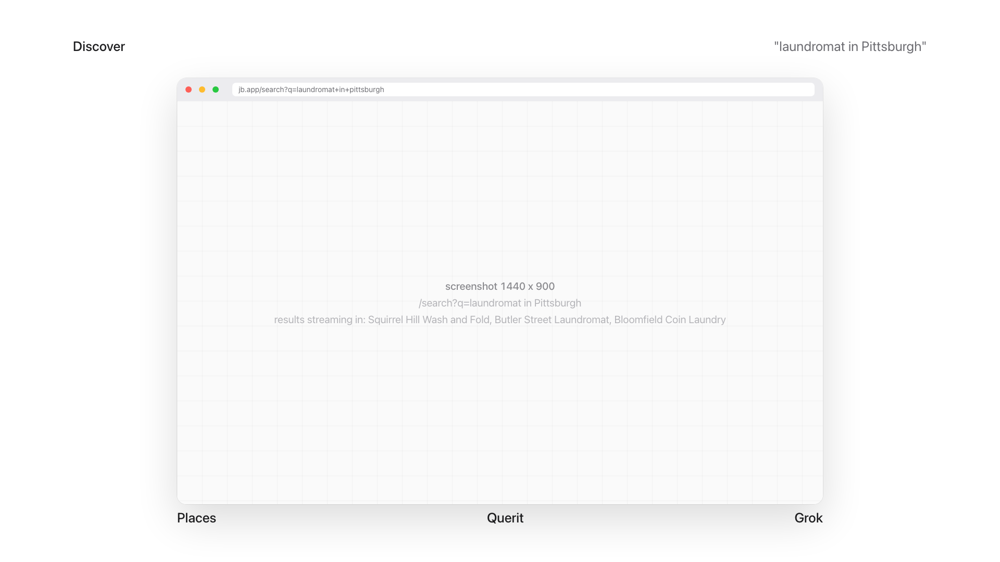 Discover
"laundromat in Pittsburgh"
jb.app/search?q=laundromat+in+pittsburgh
screenshot 1440 x 900
/search?q=laundromat in Pittsburgh
results streaming in: Squirrel Hill Wash and Fold, Butler Street Laundromat, Bloomfield Coin Laundry
Places
Querit
Grok